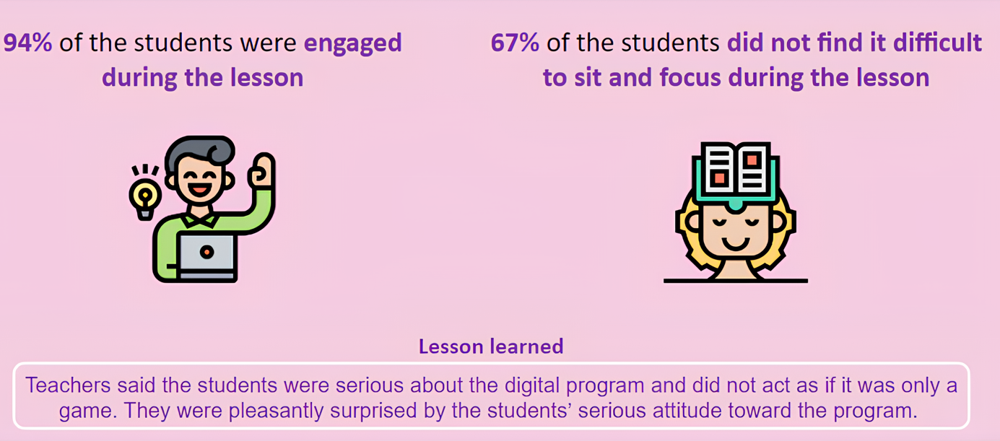 94% of the students were engaged
during the lesson
67% of the students did not find it difficult
to sit and focus during the lesson
Lesson learned
Teachers said the students were serious about the digital program and did not act as if it was only a
game. They were pleasantly surprised by the students’ serious attitude toward the program.